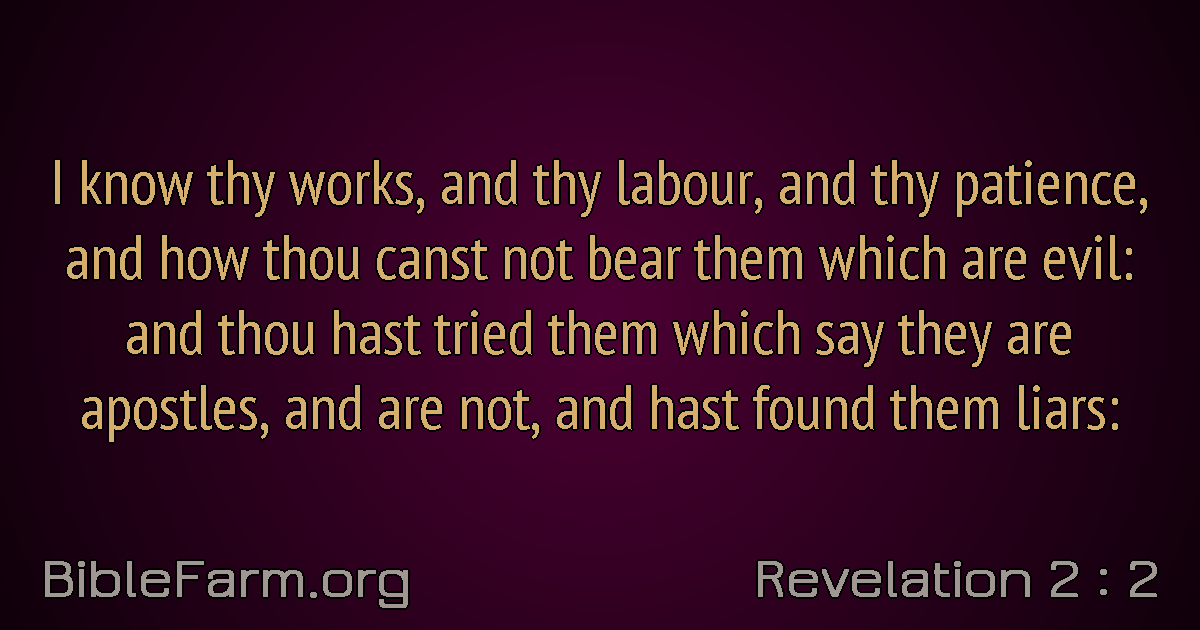 I know thy works, and thy labour, and thy patience,
and how thou canst not bear them which are evil:
and thou hast tried them which say they are
apostles, and are not, and hast found them liars:
BibleFarm.org
Revelation 2 : 2